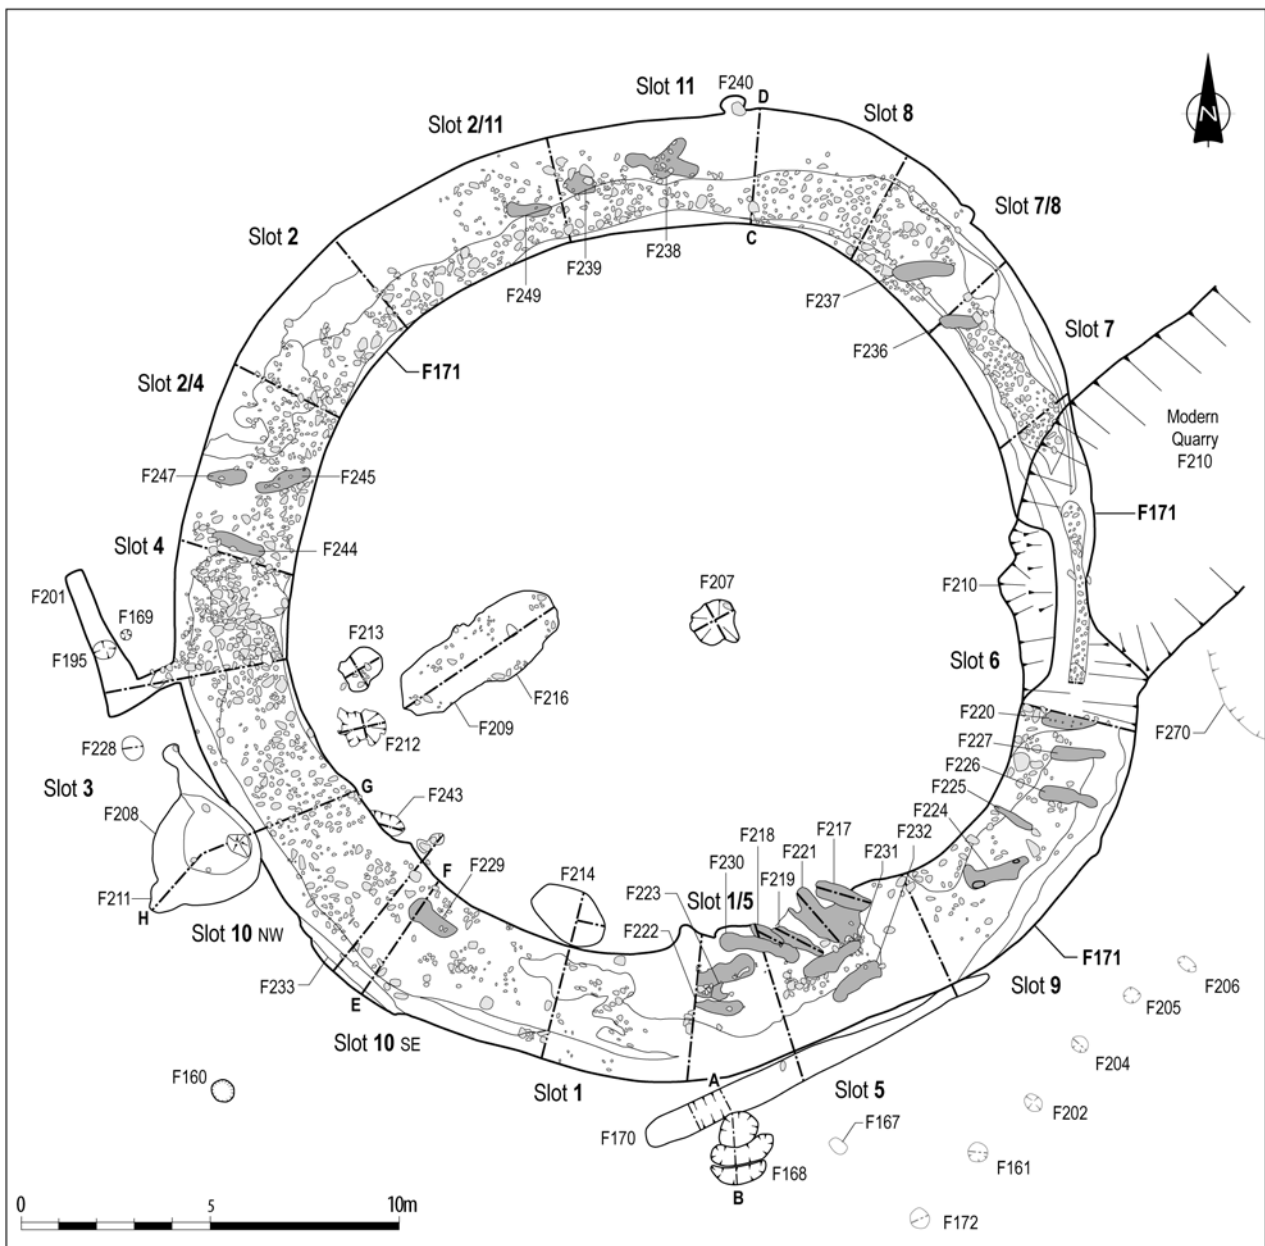 F240
Slot 11
D
Slot 8
Slot 2/11
N
Slot 7/8
Slot 2
F239
F238
C
F249
F237
F236
Slot 7
Slot 2/4
F171
Modern
Quarry
F210
F247
F245
F171
Slot 4
F244
F201
F169
F207
F210
F213
F195
Slot 6
F216
F220
F209
F270
F228
F212
F227
F226
Slot 3
G
F225
F208
F243
F224
F218
F217
F232
F230
F221
F231
F
F229
F214
F219
F223
Slot 1/5
F211
H
F222
Slot 10 NW
F171
F233
F206
E
Slot 9
F205
Slot 10 SE
F204
F160
A
Slot 1
Slot 5
F202
F170
F167
F168
F161
B
0
5
10m
F172